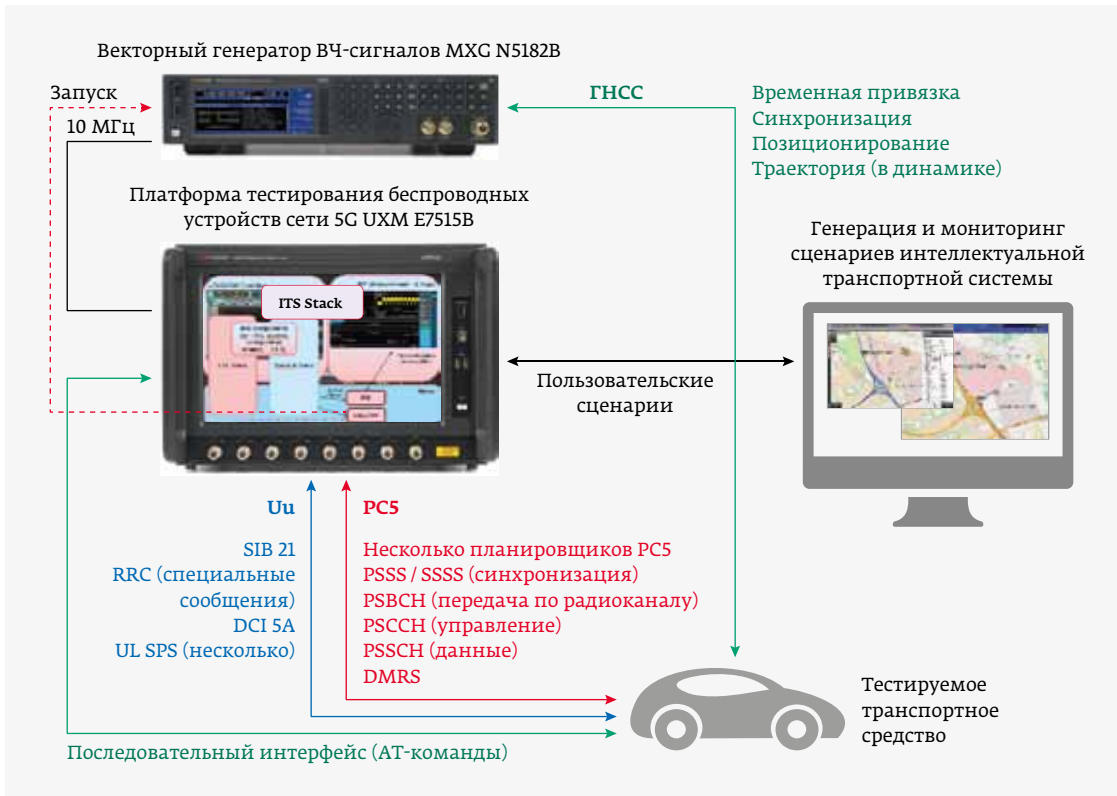 Векторный генератор ВЧ-сигналов MXG N5182B
Запуск
10 МГц
ГНСС
Временная привязка
Синхронизация
Позиционирование
Траектория (в динамике)
Платформа тестирования беспроводных
устройств сети 5G UXM E7515B
ITS Stack
Генерация и мониторинг
сценариев интеллектуальной
транспортной системы
Пользовательские
сценарии
Uu
SIB 21
RRC (специальные
сообщения)
DCI 5A
UL SPS (несколько)
PC5
Несколько планировщиков PC5
PSSS / SSSS (синхронизация)
PSBCH (передача по радиоканалу)
PSCCH (управление)
PSSCH (данные)
DMRS
Тестируемое
транспортное
средство
Последовательный интерфейс (АТ-команды)